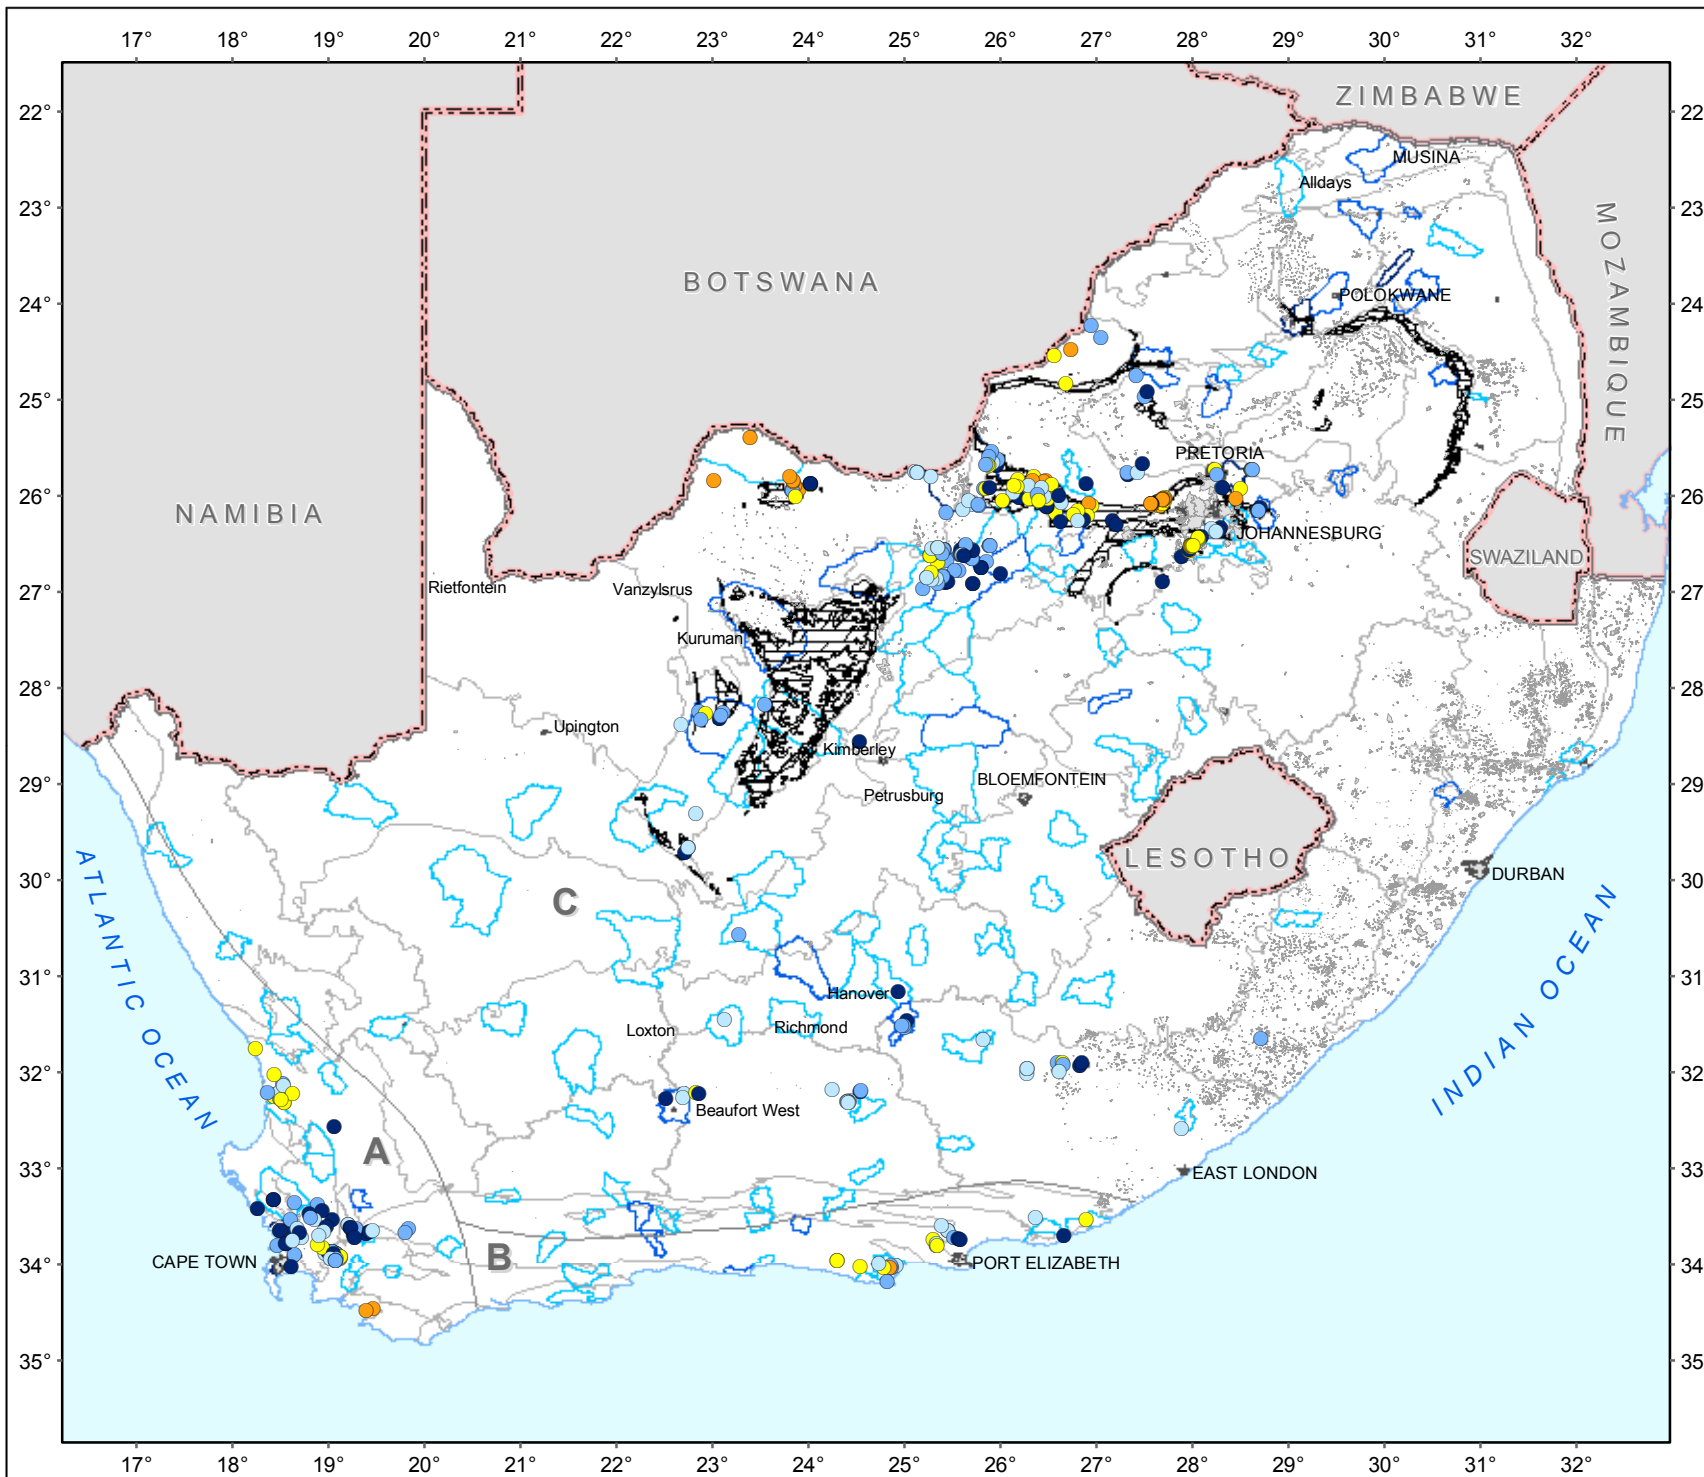 17° 18° 19° 20° 21° 22° 23° 24° 25° 26° 27° 28° 29° 30° 31° 32°
ZIMBABWE
22° 22
MUSINA
Alldays
23° 23
MOZAMBIQUE
BOTSWANA
24° 24
POLOKWANE
25° 25
PRETORIA
26° 26
NAMIBIA
JOHANNESBURG
SWAZILAND
Rietfontein
Vanzylsrus
27° 27
Kuruman
28° 28
Upington
Kimberley
29° 29
BLOEMFONTEIN
Petrusburg
LESOTHO
ATLANTIC OCEAN
30° 30
DURBAN
C
31° 31
Hanover
INDIAN OCEAN
Loxton
Richmond
32° 32
Beaufort West
A
33° 33
EAST LONDON
CAPE TOWN
B
PORT ELIZABETH
34° 34
35° 35
17° 18° 19° 20° 21° 22° 23° 24° 25° 26° 27° 28° 29° 30° 31° 32°